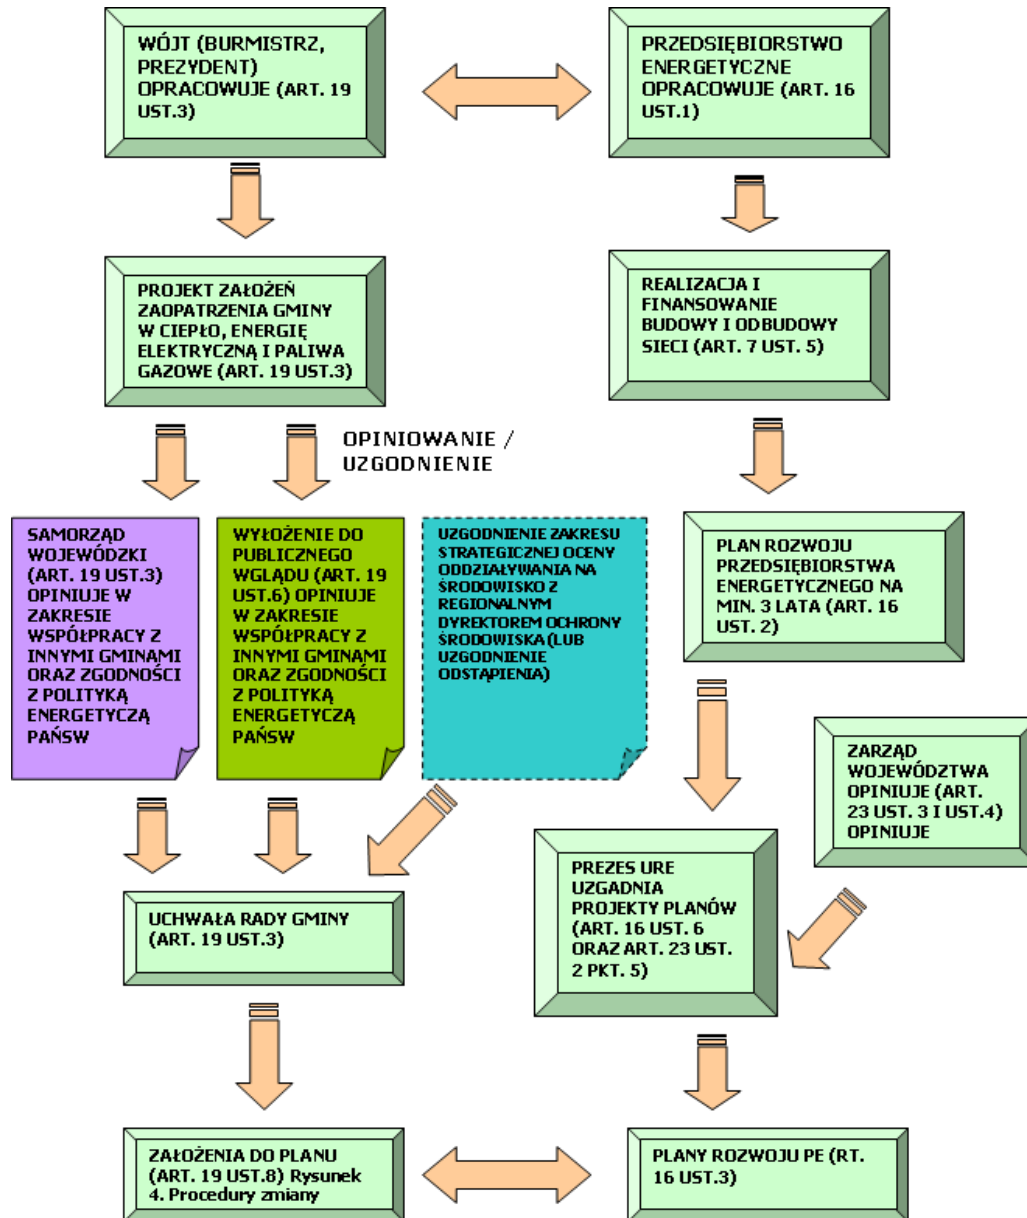 WÓJT (BURMISTRZ,
PREZYDENT)
OPRACOWUJE (ART. 19
UST.3)
PRZEDSIĘBIORSTWO
ENERGETYCZNE
OPRACOWUJE (ART. 16
UST.1)
PROJEKT ZAŁOŻEŃ
ZAOPATRZENIA GMINY
W CIEPŁO, ENERGIĘ
ELEKTRYCZNĄ I PALIWA
GAZOWE (ART. 19 UST.3)
REALIZACJA I
FINANSOWANIE
BUDOWY I ODBUDOWY
SIECI (ART. 7 UST. 5)
OPINIOWANIE /
UZGODNIENIE
SAMORZĄD
WOJEWÓDZKI
(ART. 19 UST.3)
OPINIUJE W
ZAKRESIE
WSPÓŁPRACY Z
INNYMI GMINAMI
ORAZ ZGODNOŚCI
Z POLITYKĄ
ENERGETYCZĄ
PAŃSW
WYŁOŻENIE DO
PUBLICZNEGO
WGLĄDU (ART. 19
UST.6) OPINIUJE
W ZAKRESIE
WSPÓŁPRACY Z
INNYMI GMINAMI
ORAZ ZGODNOŚCI
Z POLITYKĄ
ENERGETYCZĄ
PAŃSW
UZGODNIENIE ZAKRESU
STRATEGICZNEJ OCENY
ODDZIAŁYWANIA NA
ŚRODOWISKO Z
REGIONALNYM
DYREKTOREM OCHRONY
ŚRODOWISKA (LUB
UZGODNIENIE
ODSTĄPIENIA)
PLAN ROZWOJU
PRZEDSIĘBIORSTWA
ENERGETYCZNEGO NA
MIN. 3 LATA (ART. 16
UST. 2)
ZARZĄD
WOJEWÓDZTWA
OPINIUJE (ART.
23 UST. 3 I UST.4)
OPINIUJE
UCHWAŁA RADY GMINY
(ART. 19 UST.3)
PREZES URE
UZGADNIA
PROJEKTY PLANÓW
(ART. 16 UST. 6
ORAZ ART. 23 UST.
2 PKT. 5)
ZAŁOŻENIA DO PLANU
(ART. 19 UST.8) Rysunek
4. Procedury zmiany
PLANY ROZWOJU PE (RT.
16 UST.3)